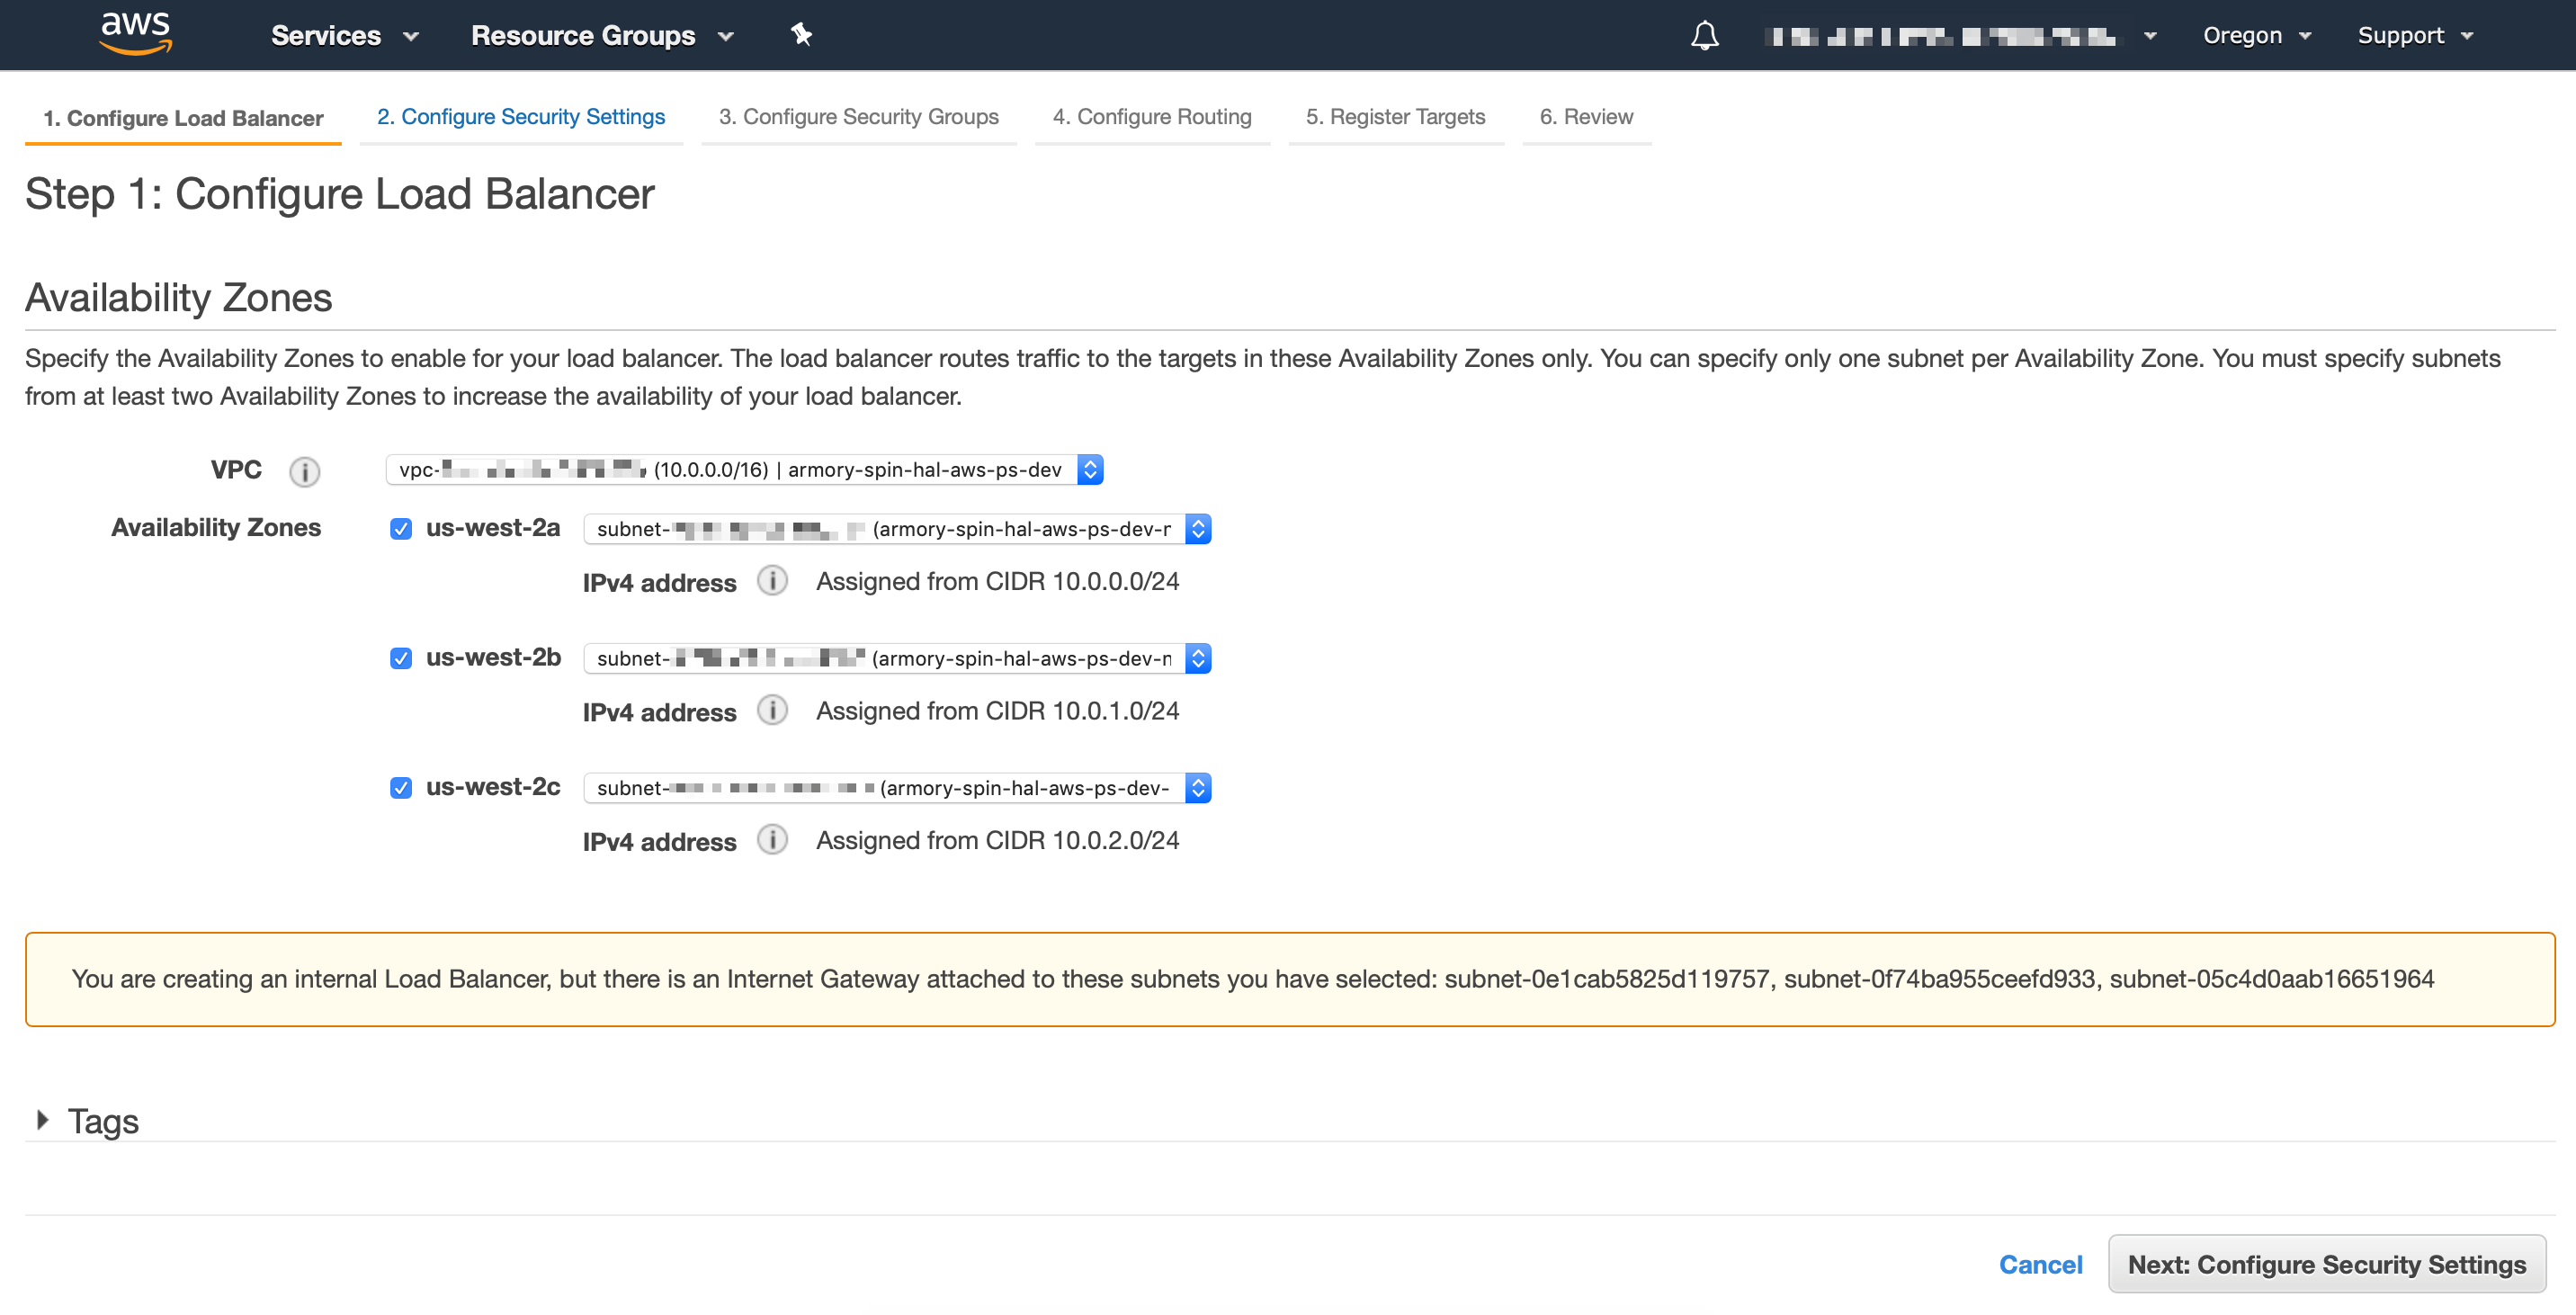 aws Services Resource Groups Oregon Support
1. Configure Load Balancer 2. Configure Security Settings 3. Configure Security Groups 4. Configure Routing 5. Register Targets 6. Review
Step 1: Configure Load Balancer
Availability Zones
Specify the Availability Zones to enable for your load balancer. The load balancer routes traffic to the targets in these Availability Zones only. You can specify only one subnet per Availability Zone. You must specify subnets
from at least two Availability Zones to increase the availability of your load balancer.
VPC vpc- (10.0.0.0/16) | armory-spin-hal-aws-ps-dev
Availability Zones us-west-2a subnet- (armory-spin-hal-aws-ps-dev-r
IPv4 address Assigned from CIDR 10.0.0.0/24
us-west-2b subnet- (armory-spin-hal-aws-ps-dev-r
IPv4 address Assigned from CIDR 10.0.1.0/24
us-west-2c subnet- (armory-spin-hal-aws-ps-dev-
IPv4 address Assigned from CIDR 10.0.2.0/24
You are creating an internal Load Balancer, but there is an Internet Gateway attached to these subnets you have selected: subnet-0e1cab5825d119757, subnet-0f74ba955ceefd933, subnet-05c4d0aab16651964
Tags
Cancel Next: Configure Security Settings